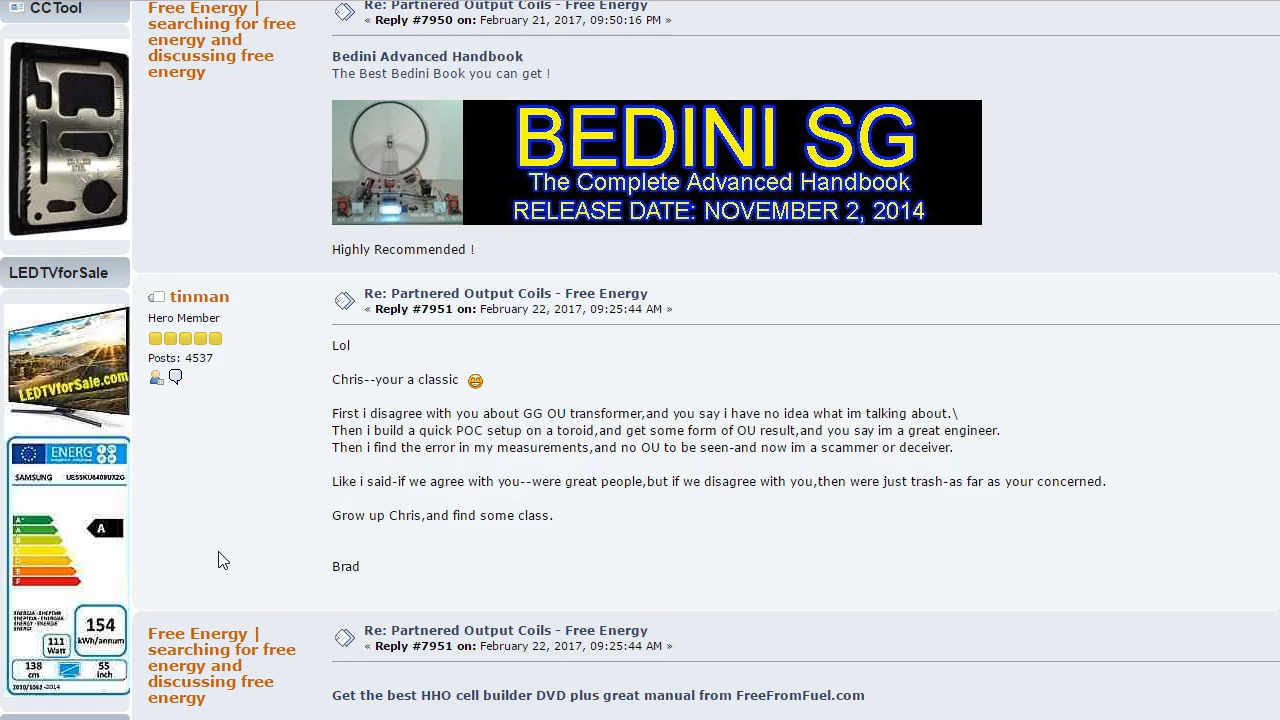 CCTool
LEDTVforSale
LEDTVforSale.com
ENERG
SAMSUNG
A
154
kWh/annum
111
Watt
138
cm
55
inch
Free Energy |
searching for free
energy and
discussing free
energy
Re: Partnered Output Coils - Free Energy
« Reply #7950 on: February 21, 2017, 09:50:16 PM »
Bedini Advanced Handbook
The Best Bedini Book you can get !
BEDINI SG
The Complete Advanced Handbook
RELEASE DATE: NOVEMBER 2, 2014
Highly Recommended !
tinman
Hero Member
Posts: 4537
Re: Partnered Output Coils - Free Energy
« Reply #7951 on: February 22, 2017, 09:25:44 AM »
Lol
Chris--your a classic
First i disagree with you about GG OU transformer,and you say i have no idea what im talking about.\
Then i build a quick POC setup on a toroid,and get some form of OU result,and you say im a great engineer.
Then i find the error in my measurements,and no OU to be seen-and now im a scammer or deceiver.
Like i said-if we agree with you--were great people,but if we disagree with you,then were just trash-as far as your concerned.
Grow up Chris,and find some class.
Brad
Free Energy |
searching for free
energy and
discussing free
energy
Re: Partnered Output Coils - Free Energy
« Reply #7951 on: February 22, 2017, 09:25:44 AM »
Get the best HHO cell builder DVD plus great manual from FreeFromFuel.com